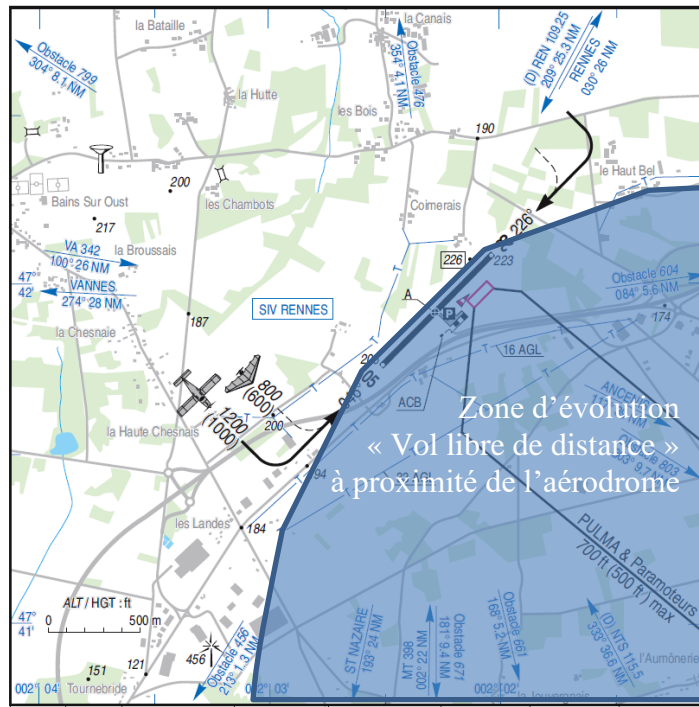 la Bataille
la Canais
Obstacle 799
304° 8.1 NM
Obstacle 476
354° 4.1 NM
(D) REN 109.25
209° 25.3 NM
RENNES
030° 26 NM
la Hutte
les Bois
190
le Haut Bel
200
Bains Sur Oust
les Chambots
Coimerais
217
226°
VA 342
100° 26 NM
la Broussais
226
223
47°
42'
VANNES
274° 28 NM
Obstacle 604
084° 5.6 NM
A
P
SIV RENNES
187
174
la Chesnaie
16 AGL
05
800
(600)
ACB
1200
(1000)
200
Zone d'évolution
« Vol libre de distance »
à proximité de l'aérodrome
la Haute Chesnais
194
les Landes
184
PULMA & Paramoteurs
700 ft (500 ft) max
ALT / HGT : ft
0 500 m
47°
41'
456
Obstacle 456
213° 1.3 NM
ST NAZAIRE
193° 24 NM
MT 398
002° 22 NM
Obstacle 671
181° 9.4 NM
Obstacle 661
168° 5.2 NM
(D) NTS 115.5
333° 36.6 NM
l'Aumônerie
151
121
002° 04'
Tournebride
002° 03'
002° 02'